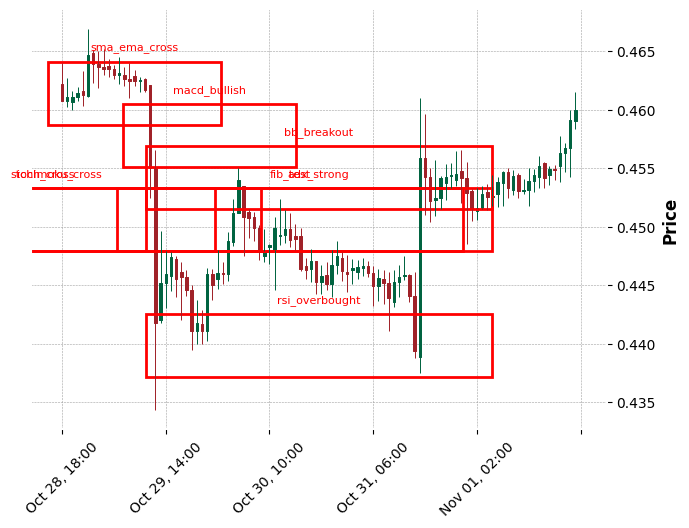 sma_ema_cross
macd_bullish
bb_breakout
fib_test
adx_strong
rsi_overbought
0.465
0.460
0.455
0.450
0.445
0.440
0.435
Price
Oct 28, 18:00
Oct 29, 14:00
Oct 30, 10:00
Oct 31, 06:00
Nov 01, 02:00